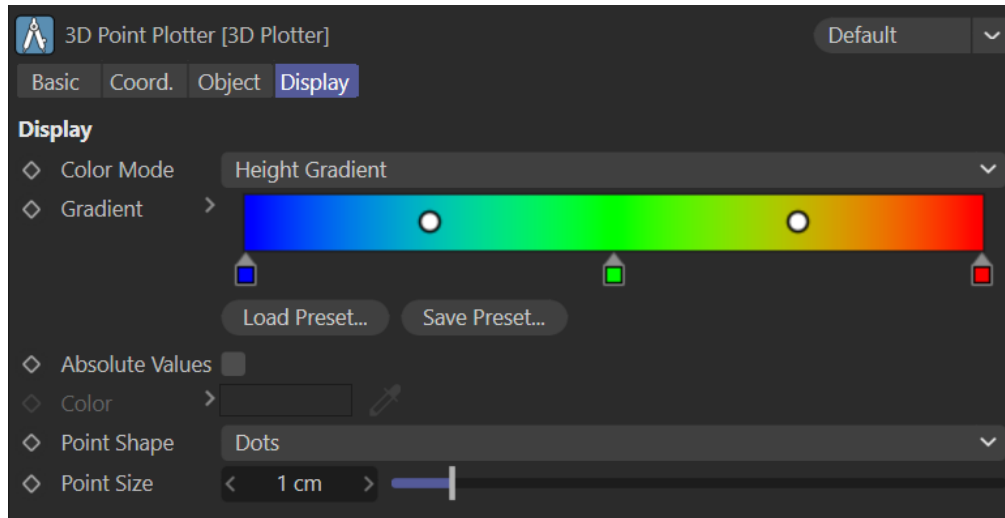 3D Point Plotter [3D Plotter] Default
Basic Coord. Object Display
Display
Color Mode Height Gradient
Gradient
Load Preset... Save Preset...
Absolute Values
Color
Point Shape Dots
Point Size 1 cm